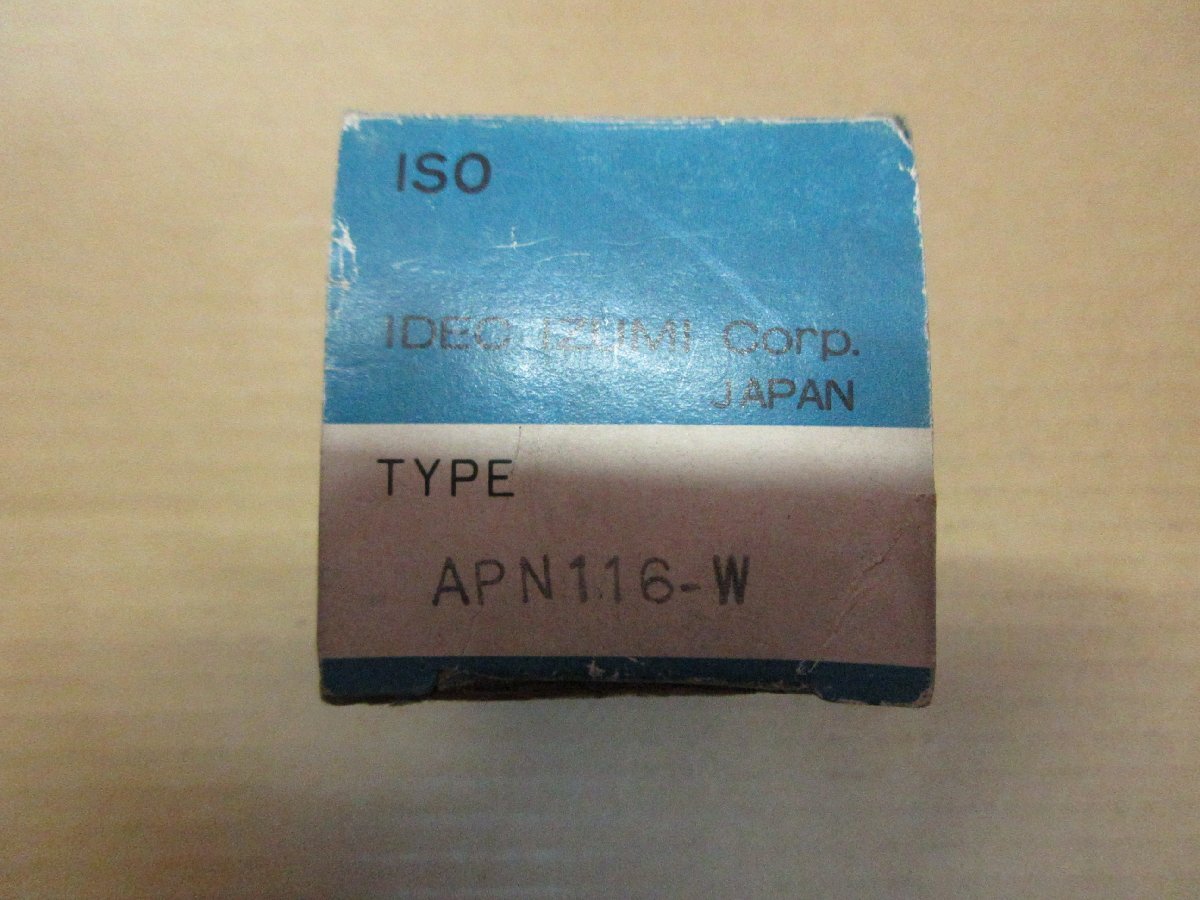 ISO
IDEC IZUMI Corp.
JAPAN
TYPE
APN116-W